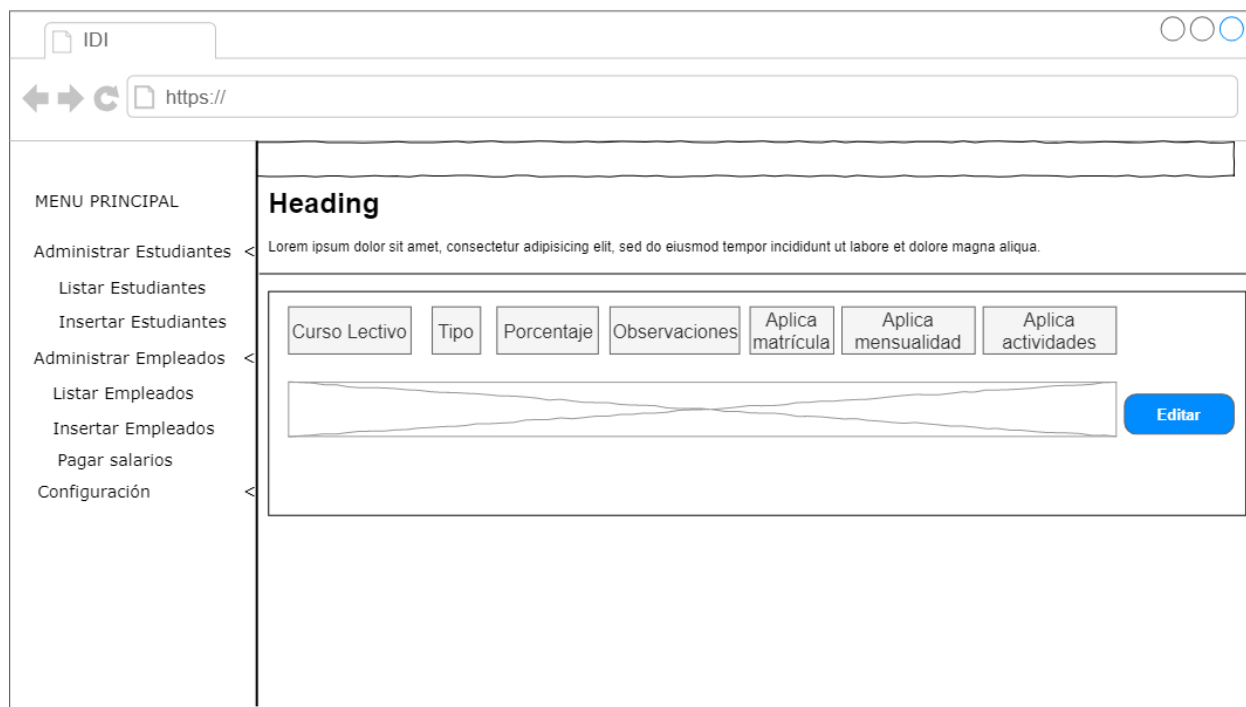 IDI
https://
MENU PRINCIPAL
Administrar Estudiantes <
Listar Estudiantes
Insertar Estudiantes
Administrar Empleados <
Listar Empleados
Insertar Empleados
Pagar salarios
Configuración <
Heading
Lorem ipsum dolor sit amet, consectetur adipisicing elit, sed do eiusmod tempor incididunt ut labore et dolore magna aliqua.
Curso Lectivo
Tipo
Porcentaje
Observaciones
Aplica
matrícula
Aplica
mensualidad
Aplica
actividades
Editar